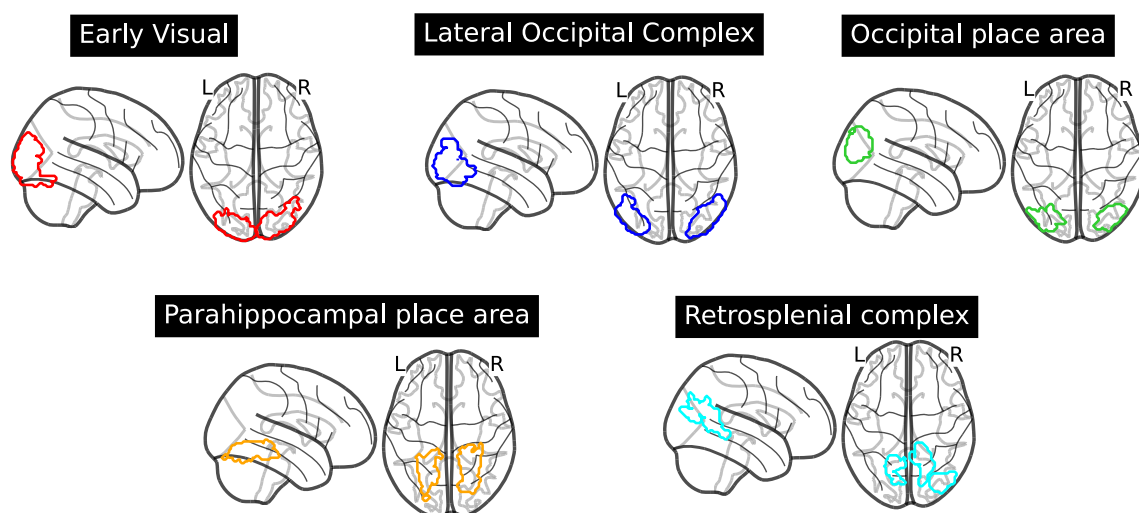 Early Visual
Lateral Occipital Complex
Occipital place area
L R
L R
L R
Parahippocampal place area
Retrosplenial complex
L R
L R